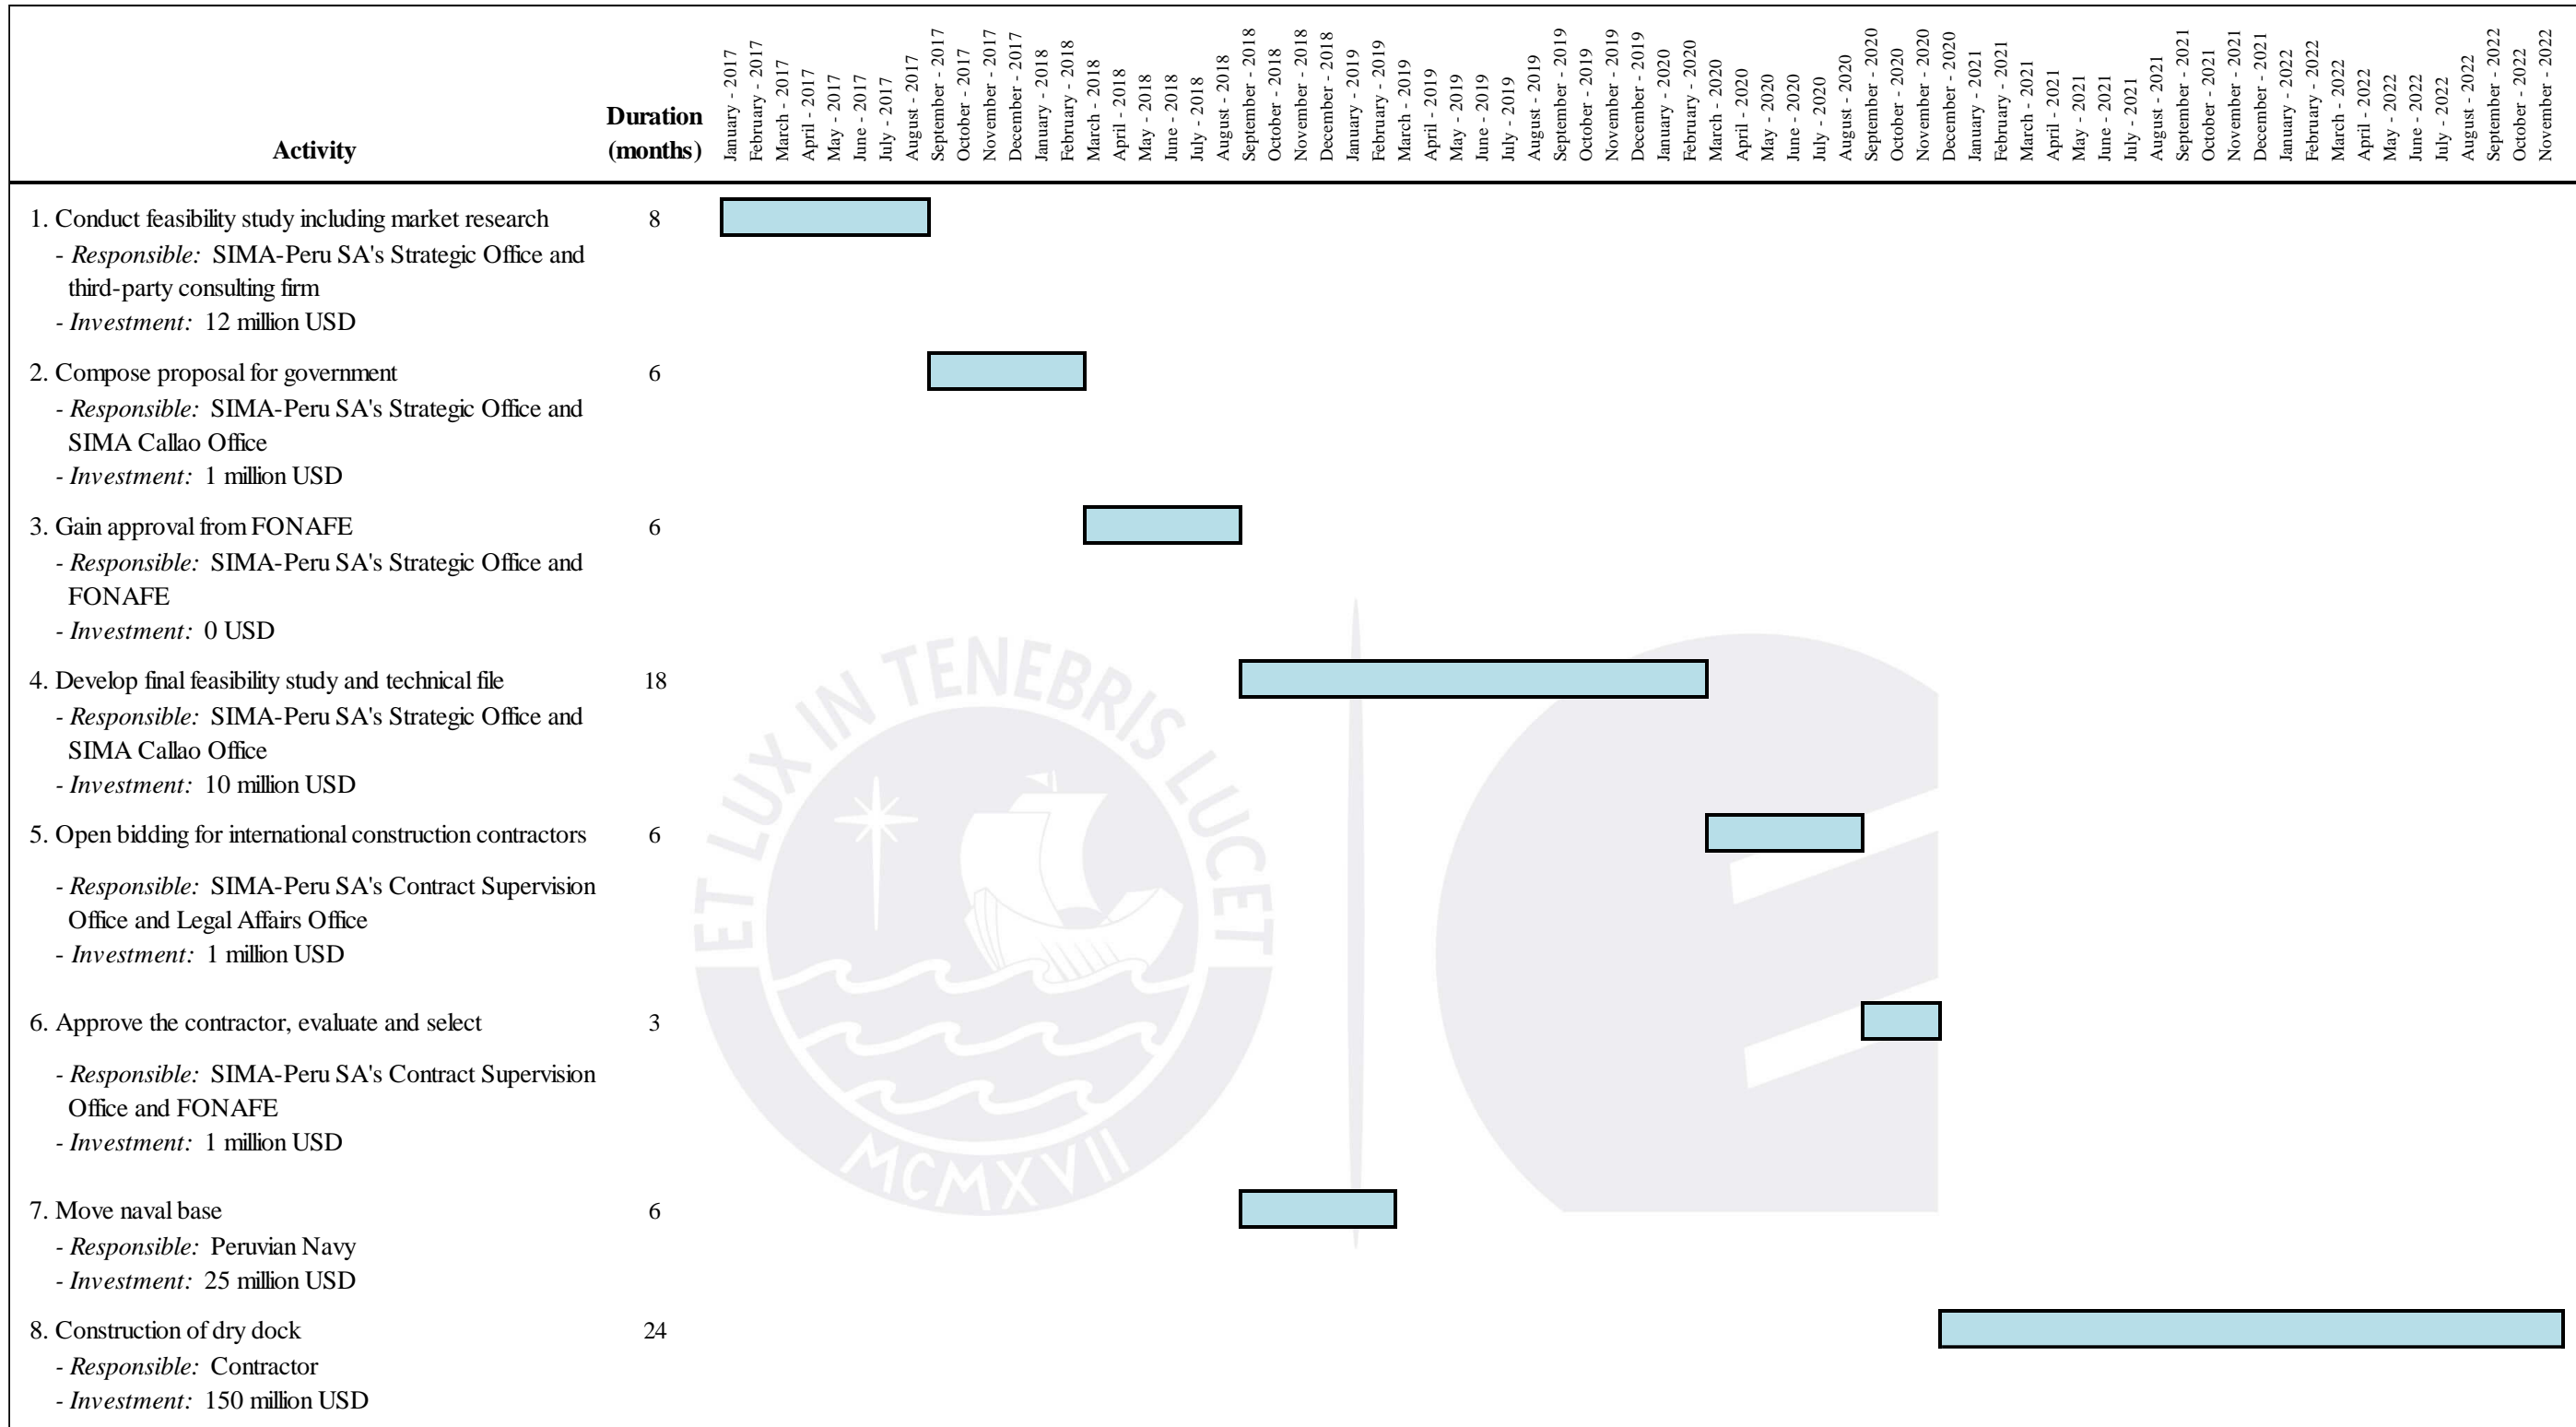 Activity
Duration
(months)
January - 2017
February - 2017
March - 2017
April - 2017
May - 2017
June - 2017
July - 2017
August - 2017
September - 2017
October - 2017
November - 2017
December - 2017
January - 2018
February - 2018
March - 2018
April - 2018
May - 2018
June - 2018
July - 2018
August - 2018
September - 2018
October - 2018
November - 2018
December - 2018
January - 2019
February - 2019
March - 2019
April - 2019
May - 2019
June - 2019
July - 2019
August - 2019
September - 2019
October - 2019
November - 2019
December - 2019
January - 2020
February - 2020
March - 2020
April - 2020
May - 2020
June - 2020
July - 2020
August - 2020
September - 2020
October - 2020
November - 2020
December - 2020
January - 2021
February - 2021
March - 2021
April - 2021
May - 2021
June - 2021
July - 2021
August - 2021
September - 2021
October - 2021
November - 2021
December - 2021
January - 2022
February - 2022
March - 2022
April - 2022
May - 2022
June - 2022
July - 2022
August - 2022
September - 2022
October - 2022
November - 2022
1. Conduct feasibility study including market research 8
- Responsible: SIMA-Peru SA's Strategic Office and
third-party consulting firm
- Investment: 12 million USD
2. Compose proposal for government 6
- Responsible: SIMA-Peru SA's Strategic Office and
SIMA Callao Office
- Investment: 1 million USD
3. Gain approval from FONAFE 6
- Responsible: SIMA-Peru SA's Strategic Office and
FONAFE
- Investment: 0 USD
4. Develop final feasibility study and technical file 18
- Responsible: SIMA-Peru SA's Strategic Office and
SIMA Callao Office
- Investment: 10 million USD
5. Open bidding for international construction contractors 6
- Responsible: SIMA-Peru SA's Contract Supervision
Office and Legal Affairs Office
- Investment: 1 million USD
6. Approve the contractor, evaluate and select 3
- Responsible: SIMA-Peru SA's Contract Supervision
Office and FONAFE
- Investment: 1 million USD
7. Move naval base 6
- Responsible: Peruvian Navy
- Investment: 25 million USD
8. Construction of dry dock 24
- Responsible: Contractor
- Investment: 150 million USD
ET LUX IN TENEBRIS LUCET
MCMXVII